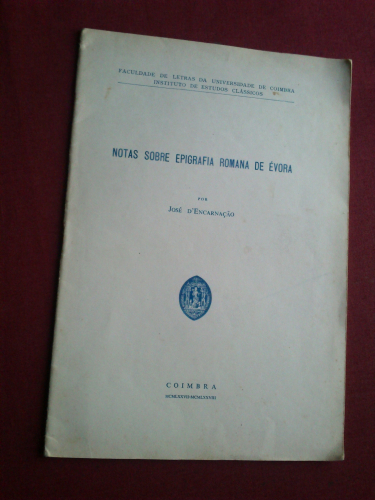 FACULDADE DE LETRAS DA UNIVERSIDADE DE COIMBRA
INSTITUTO DE ESTUDOS CLÁSSICOS
NOTAS SOBRE EPIGRAFIA ROMANA DE ÉVORA
POR
JOSÉ D'ENCARNAÇÃO
COIMBRA